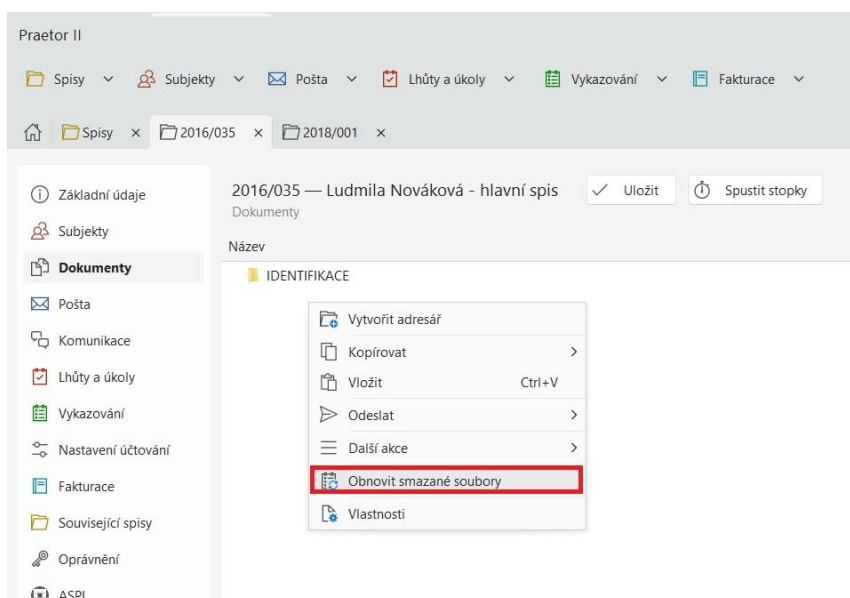 Praetor II
Spisy Subjekty Pošta Lhůty a úkoly Vykazování Fakturace
Spisy × 2016/035 × 2018/001 ×
Základní údaje
Subjekty
Dokumenty
Pošta
Komunikace
Lhůty a úkoly
Vykazování
Nastavení účtování
Fakturace
Související spisy
Oprávnění
ASPI
2016/035 — Ludmila Nováková - hlavní spis Uložit Spustit stopky
Dokumenty
Název
IDENTIFIKACE
Vytvořit adresář
Kopírovat
Vložit Ctrl+V
Odeslat
Další akce
Obnovit smazané soubory
Vlastnosti